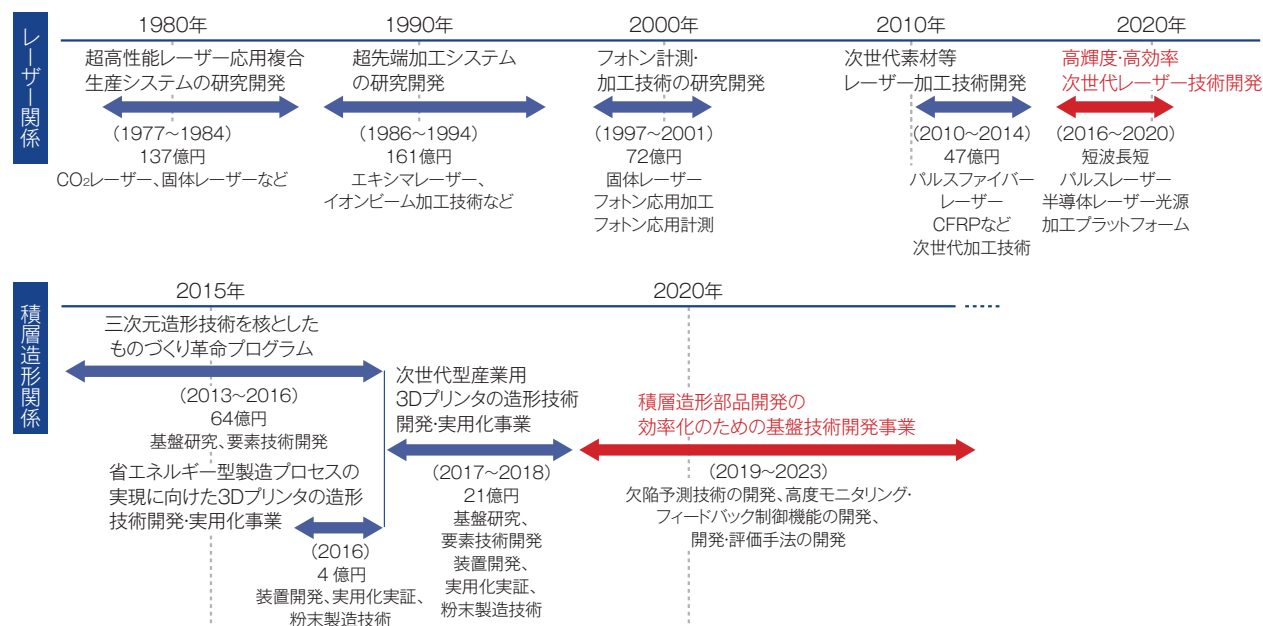 レーザー関係
1980年
1990年
2000年
2010年
2020年
超高性能レーザー応用複合
生産システムの研究開発
(1977~1984)
137億円
CO₂レーザー、固体レーザーなど
超先端加工システム
の研究開発
(1986~1994)
161億円
エキシマレーザー、
イオンビーム加工技術など
フォトン計測・
加工技術の研究開発
(1997~2001)
72億円
固体レーザー
フォトン応用加工
フォトン応用計測
次世代素材等
レーザー加工技術開発
(2010~2014)
47億円
パルスファイバー
レーザー
CFRPなど
次世代加工技術
高輝度・高効率
次世代レーザー技術開発
(2016~2020)
短波長短
パルスレーザー
半導体レーザー光源
加工プラットフォーム
積層造形関係
2015年
2020年
三次元造形技術を核とした
ものづくり革命プログラム
(2013~2016)
64億円
基盤研究、要素技術開発
省エネルギー型製造プロセスの
実現に向けた3Dプリンタの造形
技術開発・実用化事業
(2016)
4億円
装置開発、実用化実証、
粉末製造技術
次世代型産業用
3Dプリンタの造形技術
開発・実用化事業
(2017~2018)
21億円
基盤研究、
要素技術開発
装置開発、
実用化実証、
粉末製造技術
積層造形部品開発の
効率化のための基盤技術開発事業
(2019~2023)
欠陥予測技術の開発、高度モニタリング・
フィードバック制御機能の開発、
開発・評価手法の開発